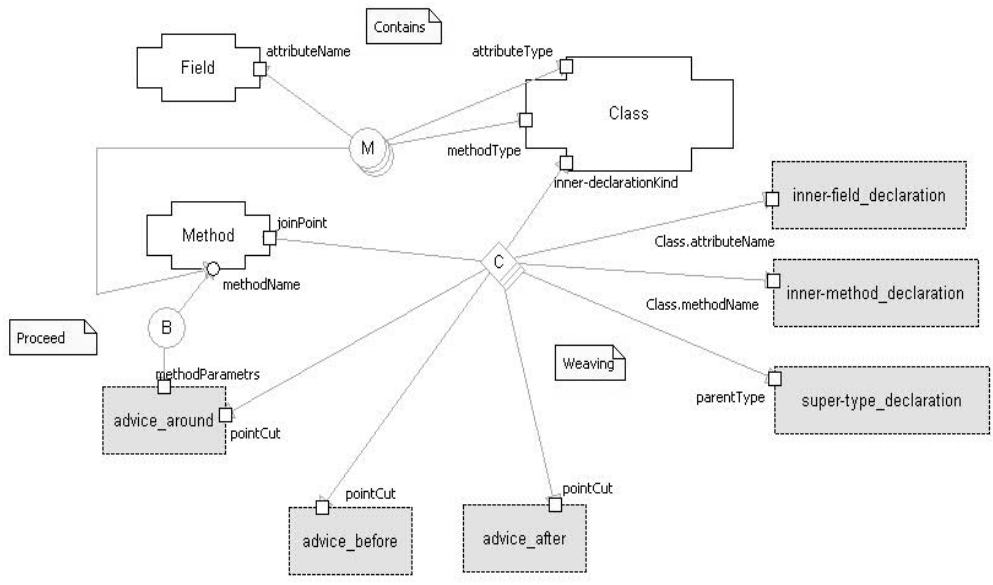 Contains
attributeName
attributeType
Field
Class
M
methodType
inner-declarationKind
inner-field_declaration
joinPoint
Method
Class.attributeName
C
methodName
inner-method_declaration
Class.methodName
B
Proceed
Weaving
methodParametrs
parentType
super-type_declaration
advice_around
pointCut
pointCut
pointCut
advice_before
advice_after